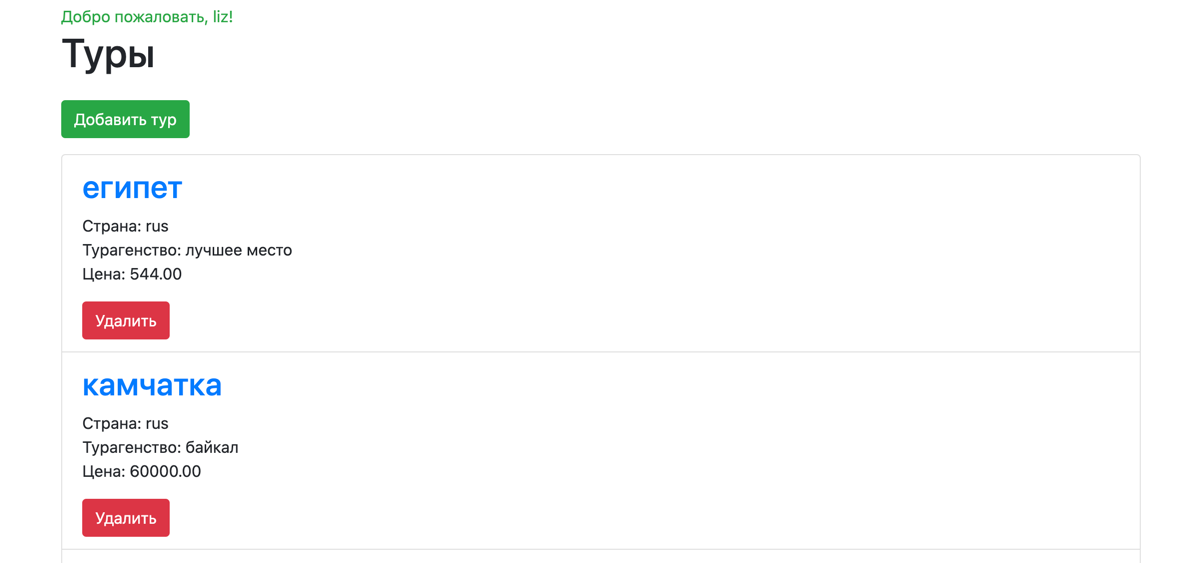 Добро пожаловать, liz!
Туры
Добавить тур
египет
Страна: rus
Турагенство: лучшее место
Цена: 544.00
Удалить
камчатка
Страна: rus
Турагенство: байкал
Цена: 60000.00
Удалить